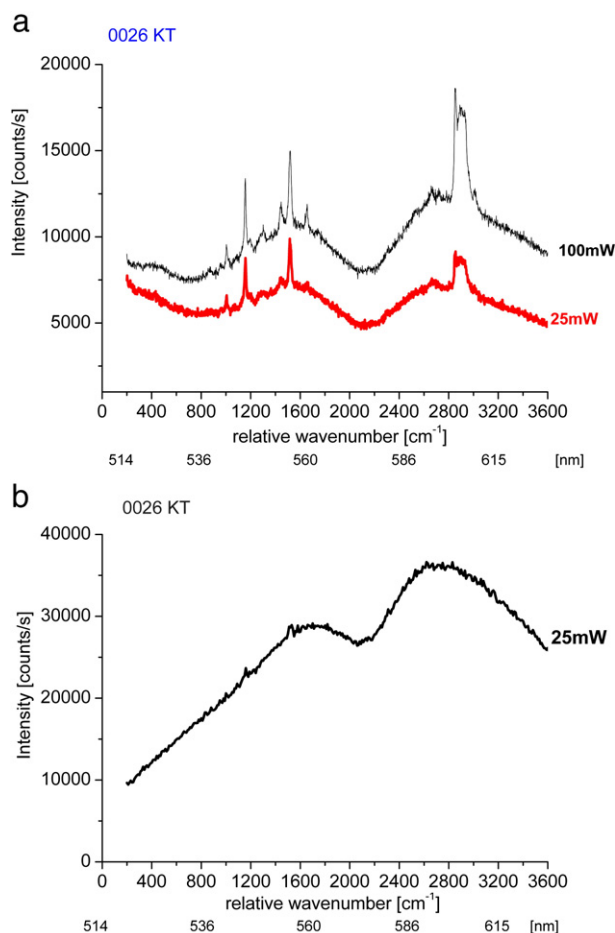 a
0026 KT
20000
15000
10000
5000
Intensity [counts/s]
100mW
25mW
0 400 800 1200 1600 2000 2400 2800 3200 3600
relative wavenumber [cm⁻¹]
514 536 560 586 615 [nm]
b
0026 KT
40000
30000
20000
10000
0
Intensity [counts/s]
25mW
0 400 800 1200 1600 2000 2400 2800 3200 3600
relative wavenumber [cm⁻¹]
514 536 560 586 615 [nm]